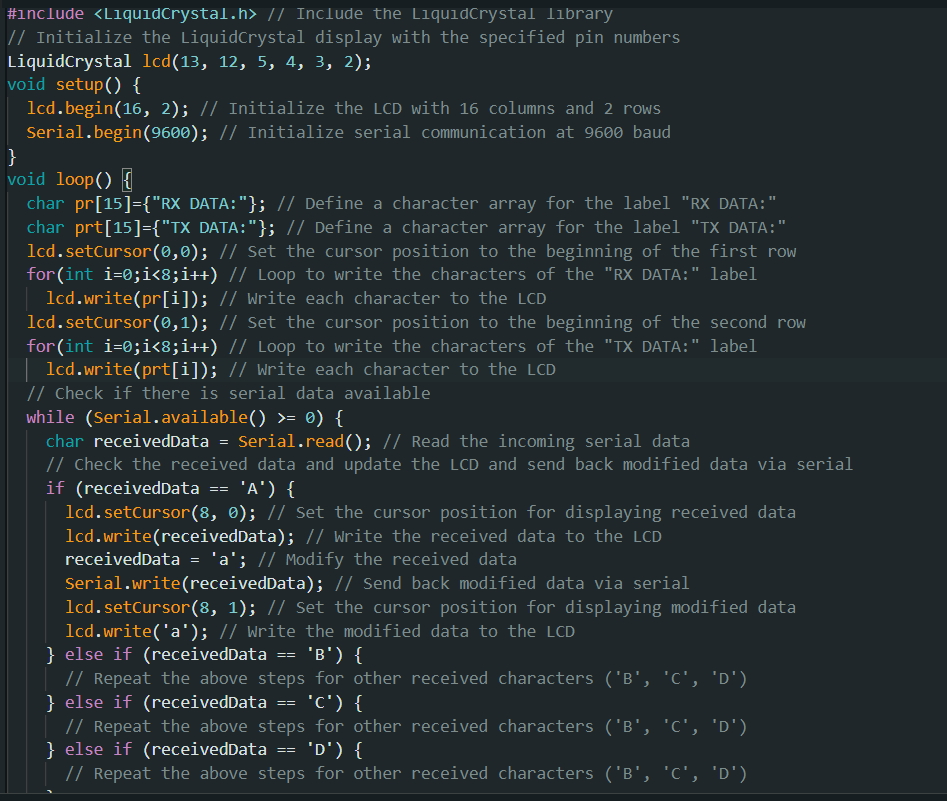 #include <LiquidCrystal.h> // Include the LiquidCrystal library
// Initialize the LiquidCrystal display with the specified pin numbers
LiquidCrystal lcd(13, 12, 5, 4, 3, 2);
void setup() {
  lcd.begin(16, 2); // Initialize the LCD with 16 columns and 2 rows
  Serial.begin(9600); // Initialize serial communication at 9600 baud
}
void loop() {
  char pr[15]={"RX DATA:"}; // Define a character array for the label "RX DATA:"
  char prt[15]={"TX DATA:"}; // Define a character array for the label "TX DATA:"
  lcd.setCursor(0,0); // Set the cursor position to the beginning of the first row
  for(int i=0;i<8;i++) // Loop to write the characters of the "RX DATA:" label
    lcd.write(pr[i]); // Write each character to the LCD
  lcd.setCursor(0,1); // Set the cursor position to the beginning of the second row
  for(int i=0;i<8;i++) // Loop to write the characters of the "TX DATA:" label
    lcd.write(prt[i]); // Write each character to the LCD
  // Check if there is serial data available
  while (Serial.available() >= 0) {
    char receivedData = Serial.read(); // Read the incoming serial data
    // Check the received data and update the LCD and send back modified data via serial
    if (receivedData == 'A') {
      lcd.setCursor(8, 0); // Set the cursor position for displaying received data
      lcd.write(receivedData); // Write the received data to the LCD
      receivedData = 'a'; // Modify the received data
      Serial.write(receivedData); // Send back modified data via serial
      lcd.setCursor(8, 1); // Set the cursor position for displaying modified data
      lcd.write('a'); // Write the modified data to the LCD
    } else if (receivedData == 'B') {
      // Repeat the above steps for other received characters ('B', 'C', 'D')
    } else if (receivedData == 'C') {
      // Repeat the above steps for other received characters ('B', 'C', 'D')
    } else if (receivedData == 'D') {
      // Repeat the above steps for other received characters ('B', 'C', 'D')